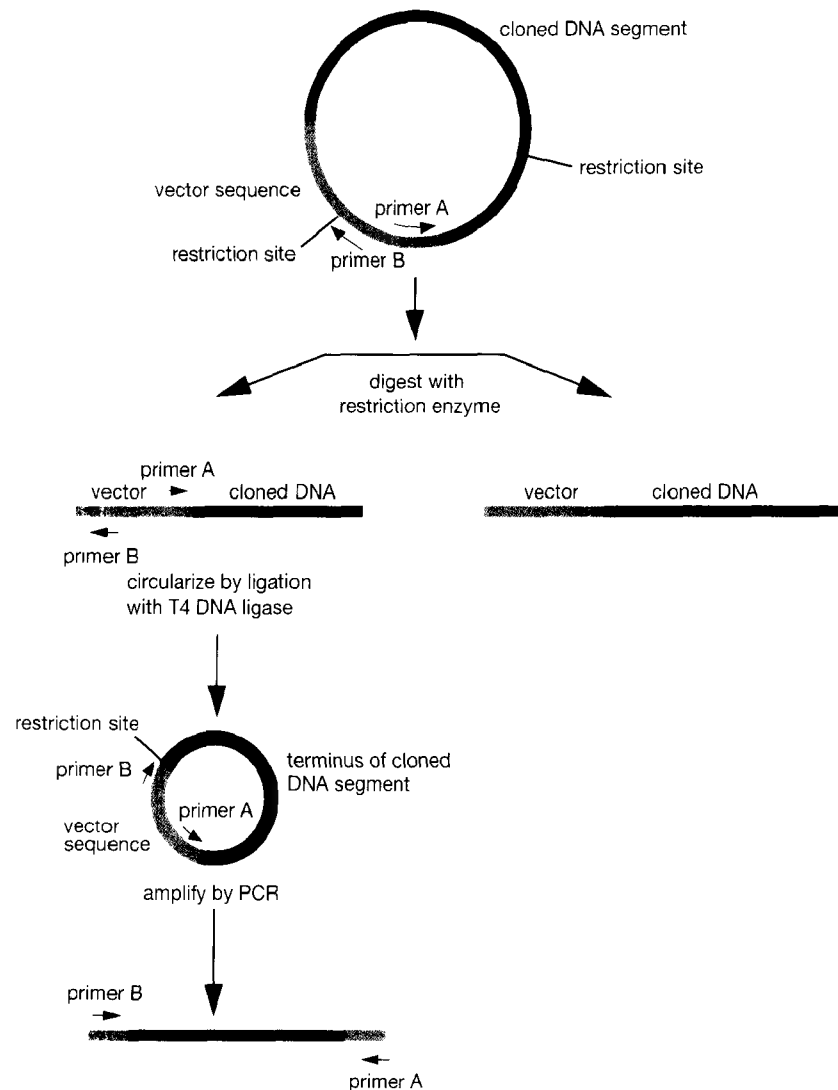 cloned DNA segment
restriction site
vector sequence
primer A
restriction site
primer B
digest with
restriction enzyme
primer A
vector
cloned DNA
vector
cloned DNA
primer B
circularize by ligation
with T4 DNA ligase
restriction site
primer B
terminus of cloned
DNA segment
primer A
vector
sequence
amplify by PCR
primer B
primer A